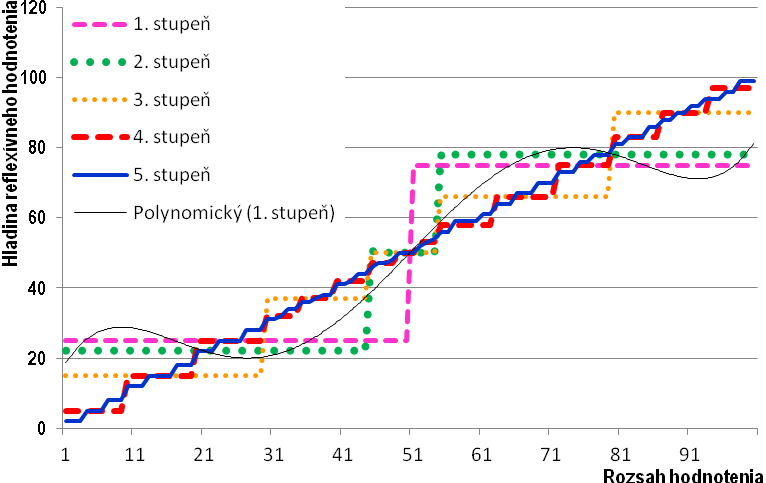 Hladina reflexívneho hodnotenia
120
100
80
60
40
20
0
1. stupeň
2. stupeň
3. stupeň
4. stupeň
5. stupeň
Polynomický (1. stupeň)
1 11 21 31 41 51 61 71 81 91
Rozsah hodnotenia